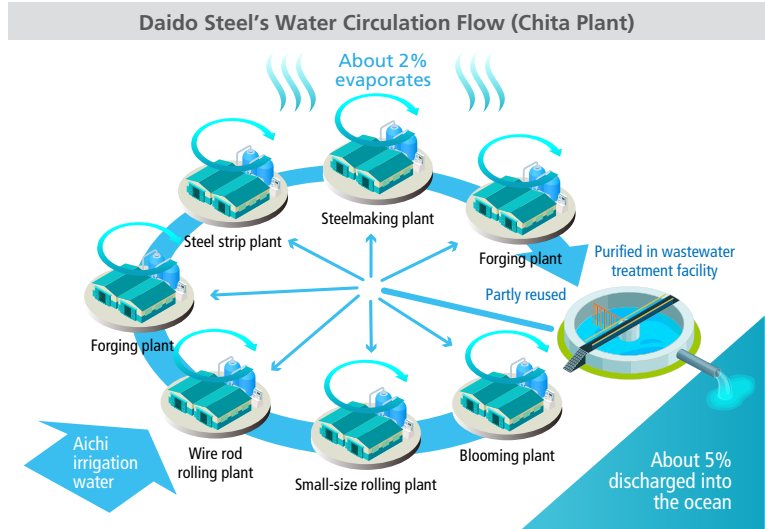 Daido Steel's Water Circulation Flow (Chita Plant)
About 2%
evaporates
Steelmaking plant
Steel strip plant
Forging plant
Purified in wastewater
treatment facility
Partly reused
Forging plant
Aichi
irrigation
water
Wire rod
rolling plant
Small-size rolling plant
Blooming plant
About 5%
discharged into
the ocean